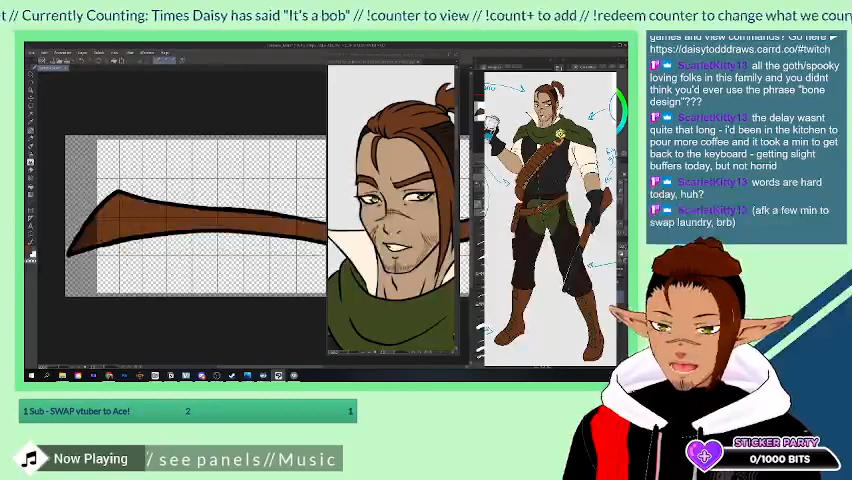 t // Currently Counting: Times Daisy has said "It's a bob" // !counter to view // !count+ to add // !redeem counter to change what we coun
games and view commands? Go here ▶
https://daisytodddraws.carrd.co/#twitch
ScarletKitty13 all the goth/spooky
loving folks in this family and you didnt
think you'd ever use the phrase "bone
design"???
ScarletKitty13 the delay wasnt
quite that long - i'd been in the kitchen to
pour more coffee and it took a min to
get back to the keyboard - getting slight
buffers today, but not horrid
ScarletKitty13 words are hard
today, huh?
ScarletKitty13 (afk a few min to
swap laundry, brb)
1 Sub - SWAP vtuber to Ace! 2 1
Now Playing / see panels//Music
STICKER PARTY
0/1000 BITS